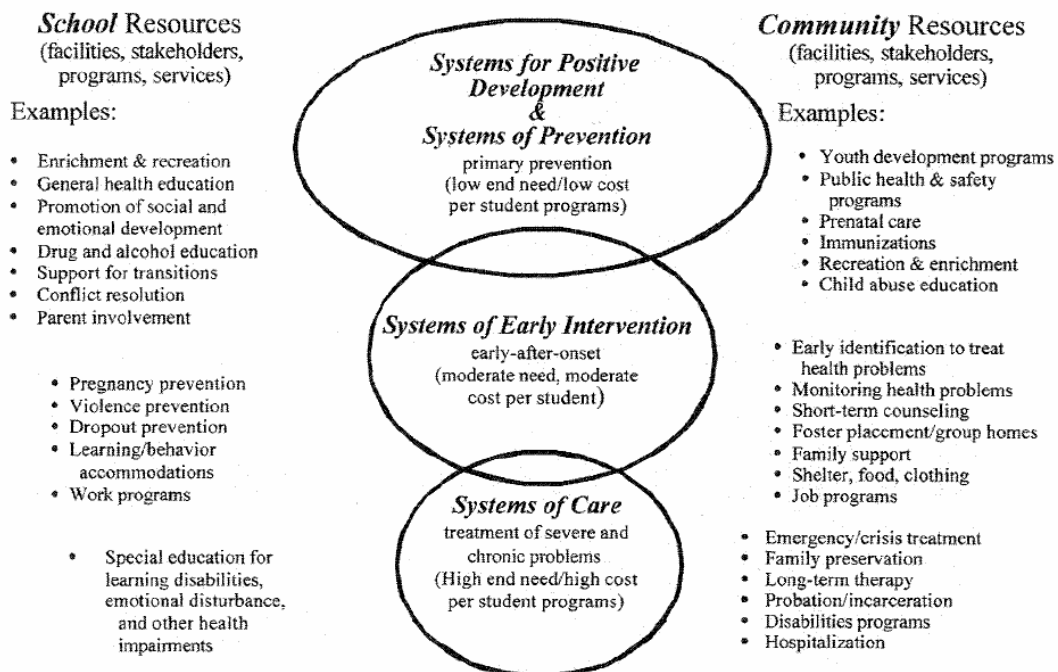 School Resources
(facilities, stakeholders,
programs, services)
Examples:
• Enrichment & recreation
• General health education
• Promotion of social and
emotional development
• Drug and alcohol education
• Support for transitions
• Conflict resolution
• Parent involvement
• Pregnancy prevention
• Violence prevention
• Dropout prevention
• Learning/behavior
accommodations
• Work programs
• Special education for
learning disabilities,
emotional disturbance,
and other health
impairments
Systems for Positive
Development
&
Systems of Prevention
primary prevention
(low end need/low cost
per student programs)
Systems of Early Intervention
early-after-onset
(moderate need, moderate
cost per student)
Systems of Care
treatment of severe and
chronic problems
(High end need/high cost
per student programs)
Community Resources
(facilities, stakeholders,
programs, services)
Examples:
• Youth development programs
• Public health & safety
programs
• Prenatal care
• Immunizations
• Recreation & enrichment
• Child abuse education
• Early identification to treat
health problems
• Monitoring health problems
• Short-term counseling
• Foster placement/group homes
• Family support
• Shelter, food, clothing
• Job programs
• Emergency/crisis treatment
• Family preservation
• Long-term therapy
• Probation/incarceration
• Disabilities programs
• Hospitalization